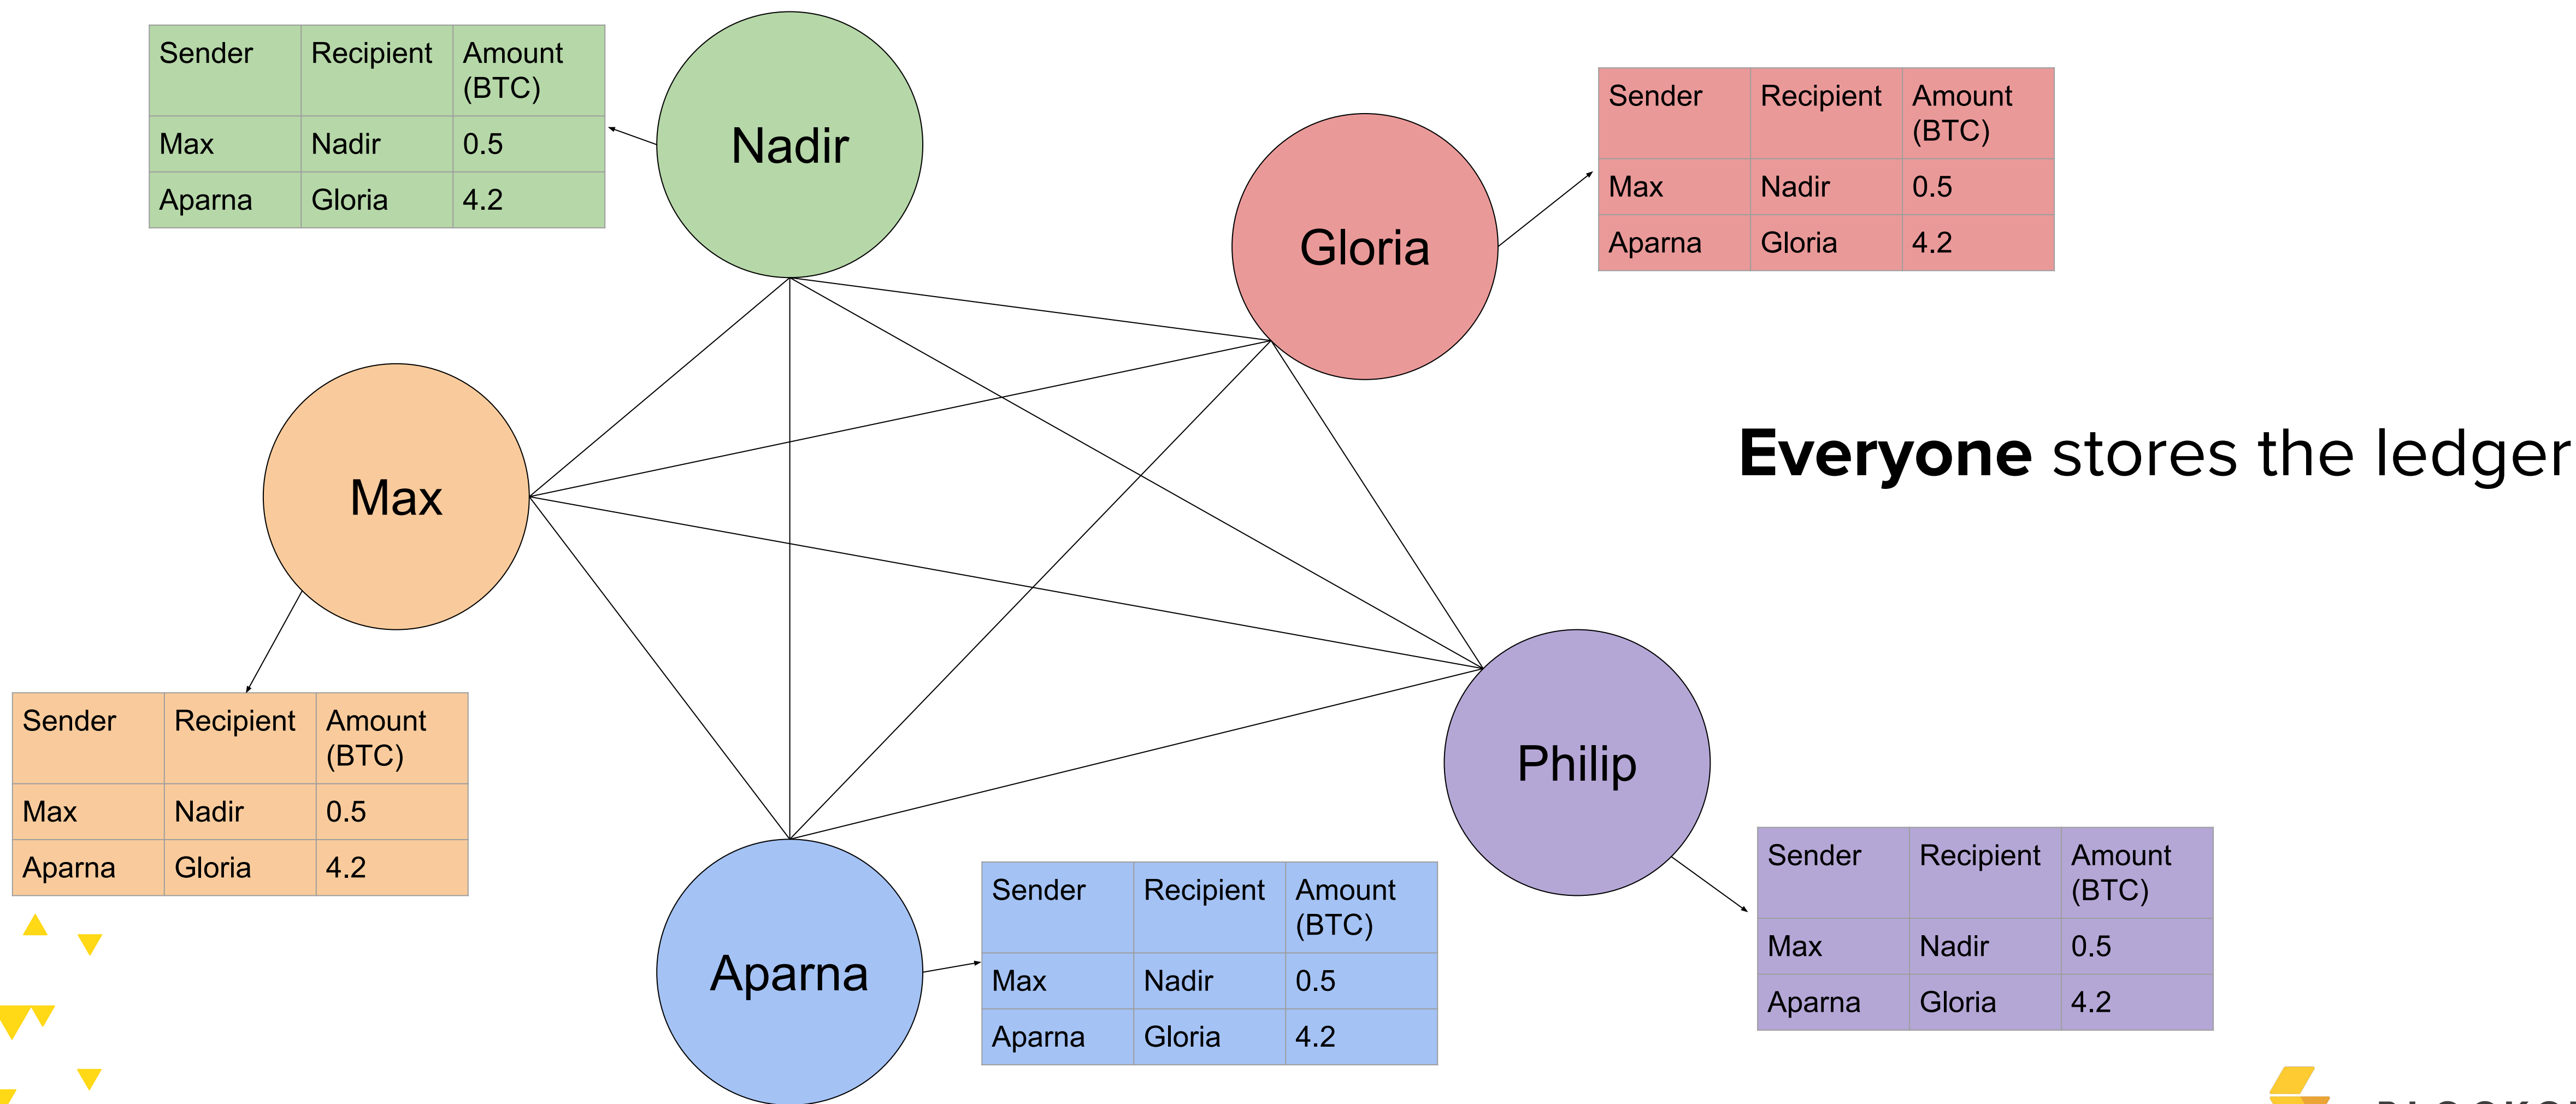 Sender Recipient Amount
(BTC)
Max Nadir 0.5
Aparna Gloria 4.2
Nadir
Sender Recipient Amount
(BTC)
Max Nadir 0.5
Aparna Gloria 4.2
Gloria
Everyone stores the ledger
Max
Sender Recipient Amount
(BTC)
Max Nadir 0.5
Aparna Gloria 4.2
Philip
Sender Recipient Amount
(BTC)
Max Nadir 0.5
Aparna Gloria 4.2
Aparna
Sender Recipient Amount
(BTC)
Max Nadir 0.5
Aparna Gloria 4.2